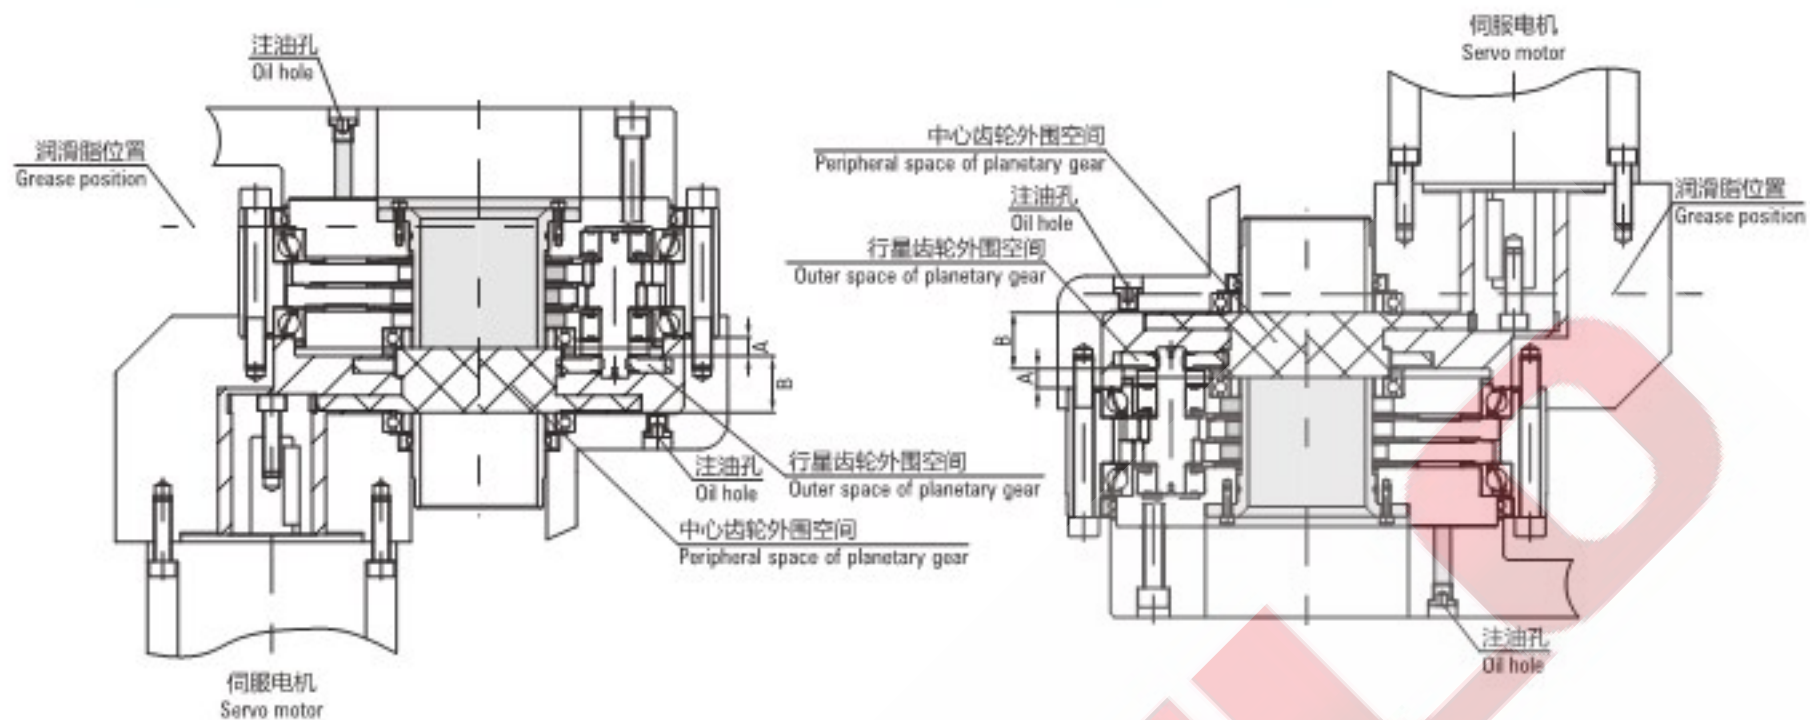 注油孔
Oil hole
润滑脂位置
Grease position
A
B
注油孔
Oil hole
行星齿轮外围空间
Outer space of planetary gear
中心齿轮外围空间
Peripheral space of planetary gear
伺服电机
Servo motor
伺服电机
Servo motor
中心齿轮外围空间
Peripheral space of planetary gear
注油孔
Oil hole
行星齿轮外围空间
Outer space of planetary gear
润滑脂位置
Grease position
B
A
注油孔
Oil hole